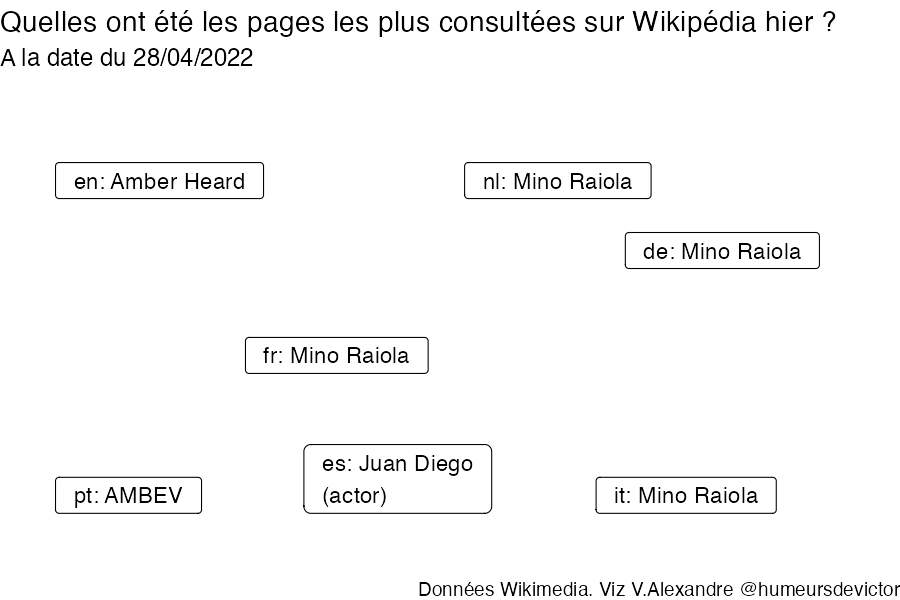 Quelles ont été les pages les plus consultées sur Wikipédia hier ?
A la date du 28/04/2022
en: Amber Heard
nl: Mino Raiola
de: Mino Raiola
fr: Mino Raiola
es: Juan Diego
(actor)
pt: AMBEV
it: Mino Raiola
Données Wikimedia. Viz V.Alexandre @humeursdevictor